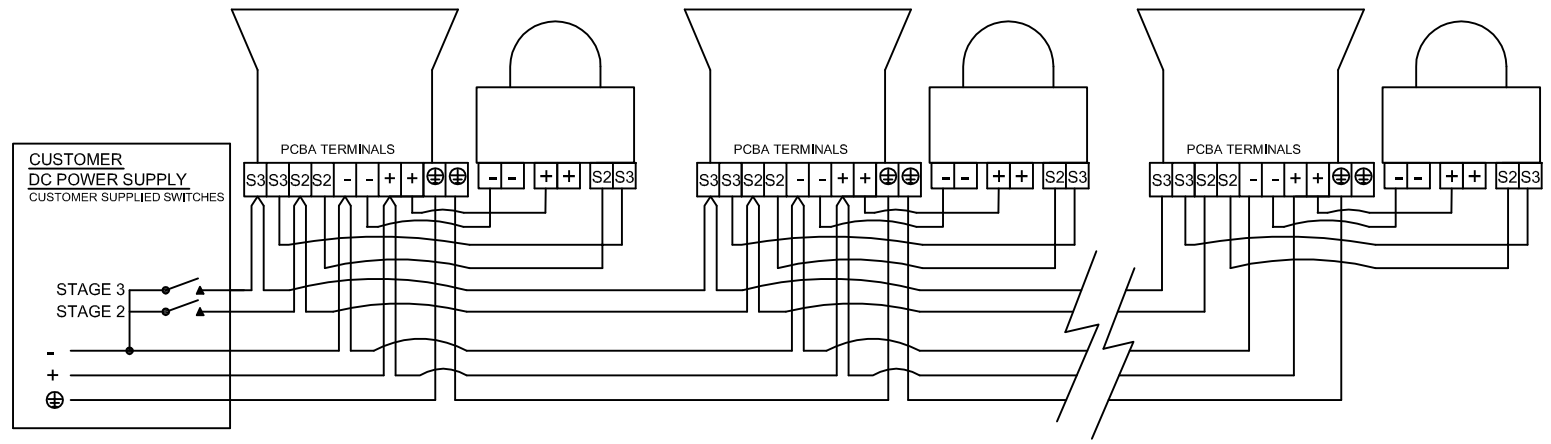 PCBA TERMINALS PCBA TERMINALS PCBA TERMINALS
S3 S3 S2 S2 - - + + - - + + S2 S3 S3 S3 S2 S2 - - + + - - + + S2 S3 S3 S3 S2 S2 - - + + - - + + S2 S3
CUSTOMER
DC POWER SUPPLY
CUSTOMER SUPPLIED SWITCHES
STAGE 3
STAGE 2
-
+